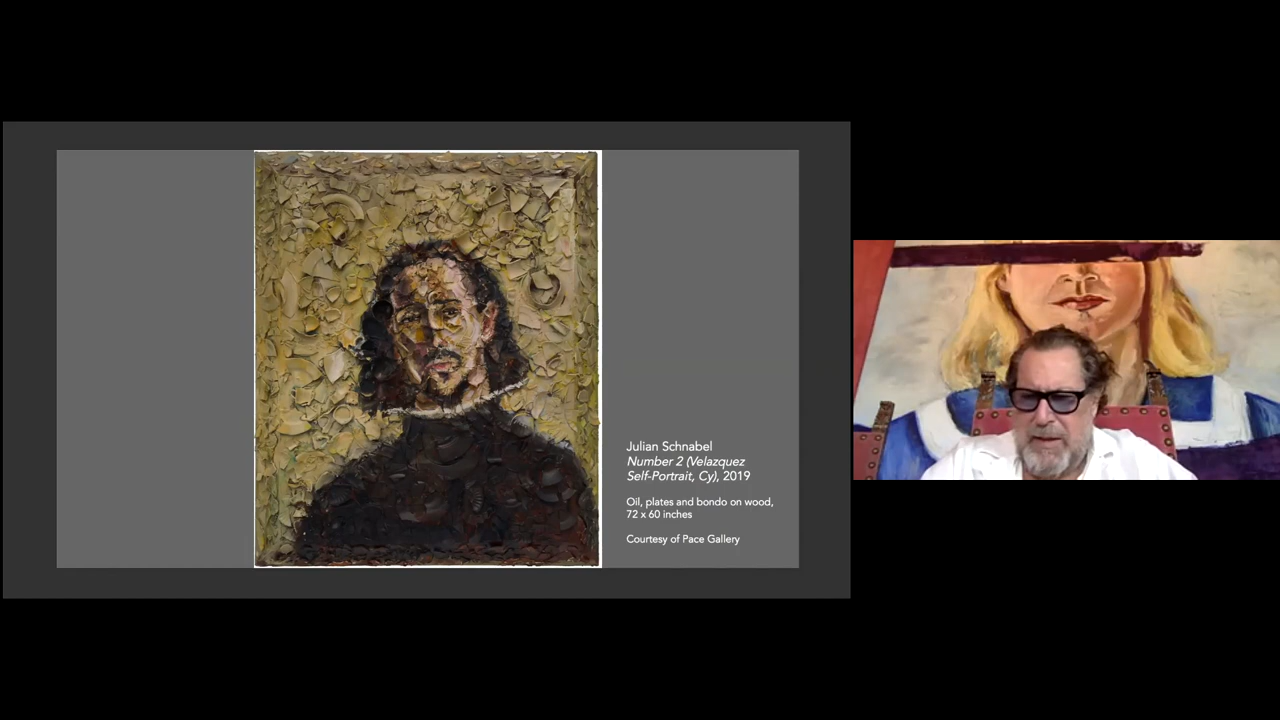 Julian Schnabel
Number 2 (Velazquez
Self-Portrait, Cy), 2019
Oil, plates and bondo on wood,
72 x 60 inches
Courtesy of Pace Gallery